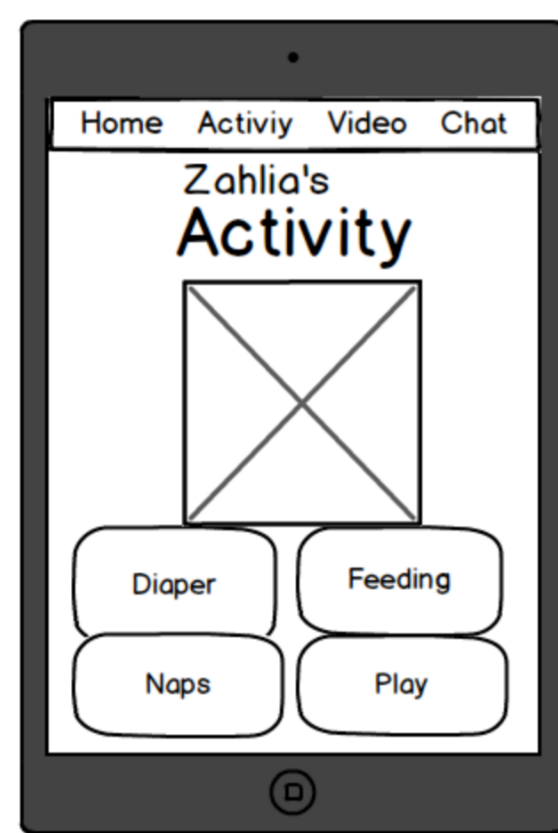 Home Activiy Video Chat
Zahlia's
Activity
Diaper Feeding
Naps Play